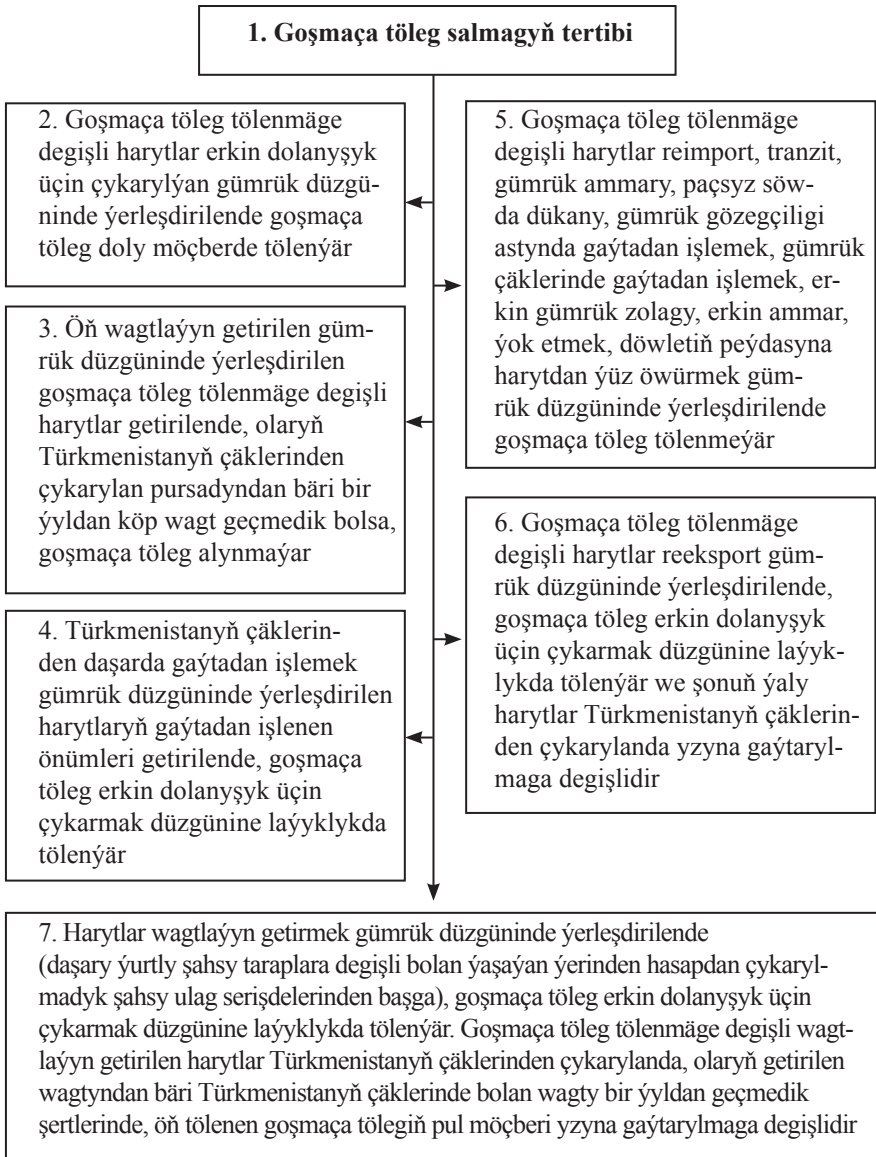 1. Goşmaça töleg salmagyň tertibi
2. Goşmaça töleg tölenmäge
degişli harytlar erkin dolanyşyk
üçin çykarylýan gümrük düzgü-
ninde ýerleşdirilende goşmaça
töleg doly möçberde tölenýär
3. Öň wagtlaýyn getirilen güm-
rük düzgüninde ýerleşdirilen
goşmaça töleg tölenmäge degişli
harytlar getirilende, olaryň
Türkmenistanyň çäklerinden
çykarylan pursadyndan bäri bir
ýyldan köp wagt geçmedik bolsa,
goşmaça töleg alynmaýar
4. Türkmenistanyň çäklerin-
den daşarda gaýtadan işlemek
gümrük düzgüninde ýerleşdirilen
harytlaryň gaýtadan işlenen
önümleri getirilende, goşmaça
töleg erkin dolanyşyk üçin
çykarmak düzgünine laýyklykda
tölenýär
5. Goşmaça töleg tölenmäge
degişli harytlar reimport, tranzit,
gümrük ammary, paçsyz söw-
da dükany, gümrük gözegçiligi
astynda gaýtadan işlemek, gümrük
çäklerinde gaýtadan işlemek, er-
kin gümrük zolagy, erkin ammar,
ýok etmek, döwletiň peýdasyna
harytdan ýüz öwürmek güm-
rük düzgüninde ýerleşdirilende
goşmaça töleg tölenmeýär
6. Goşmaça töleg tölenmäge
degişli harytlar reeksport güm-
rük düzgüninde ýerleşdirilende,
goşmaça töleg erkin dolanyşyk
üçin çykarmak düzgünine laýyk-
lykda tölenýär we şonuň ýaly
harytlar Türkmenistanyň çäklerin-
den çykarylanda yzyna gaýtaryl-
maga degişlidir
7. Harytlar wagtlaýyn getirmek gümrük düzgüninde ýerleşdirilende
(daşary ýurtly şahsy taraplara degişli bolan ýaşaýan ýerinden hasapdan çykaryl-
madyk şahsy ulag serişdelerinden başga), goşmaça töleg erkin dolanyşyk üçin
çykarmak düzgünine laýyklykda tölenýär. Goşmaça töleg tölenmäge degişli wagt-
laýyn getirilen harytlar Türkmenistanyň çäklerinden çykarylanda, olaryň getirilen
wagtyndan bäri Türkmenistanyň çäklerinde bolan wagty bir ýyldan geçmedik
şertlerinde, öň tölenen goşmaça tölegiň pul möçberi yzyna gaýtarylmaga degişlidir